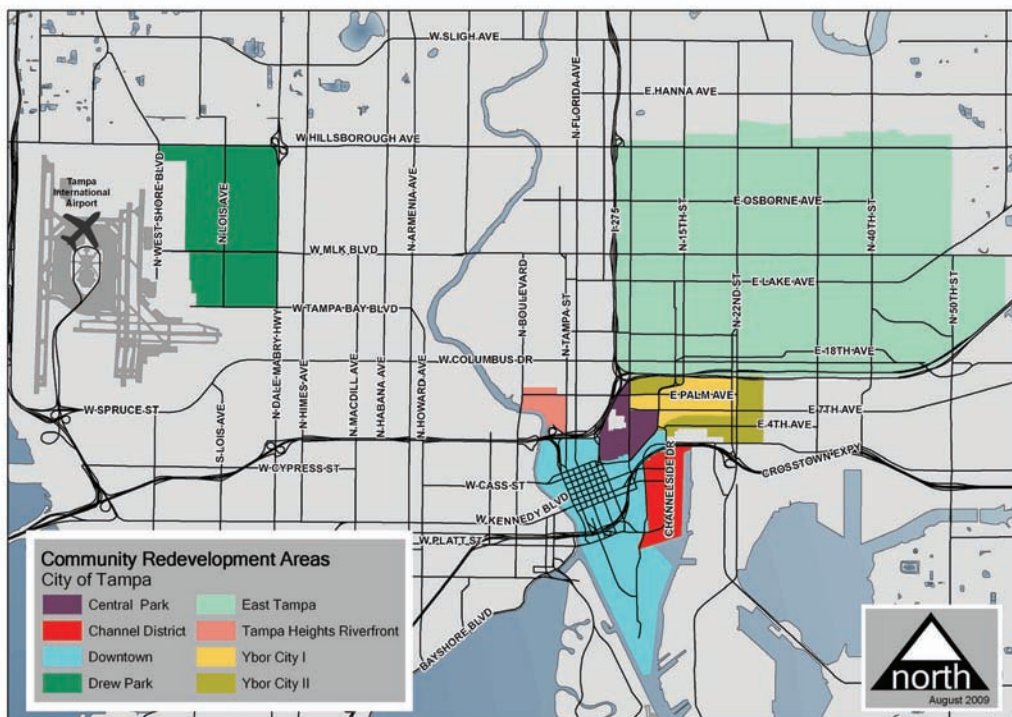 W. SLIGH AVE
N. FLORIDA AVE
E. HANNA AVE
W. HILLSBOROUGH AVE
Tampa
International
Airport
N. WEST SHORE BLVD
N. LOIS AVE
N. ARMENIA AVE
I-275
E OSBORNE AVE
N. 15TH ST
N. 40TH ST
W. MLK BLVD
E LAKE AVE
N. BOULEVARD
N. TAMPA ST
N. 22ND ST
N. 50TH ST
W. TAMPA BAY BLVD
N. DALE MABRY HWY
N. HIMES AVE
N. MACDILL AVE
N. HABANA AVE
N. HOWARD AVE
W. COLUMBUS DR
E 18TH AVE
W. SPRUCE ST
E PALM AVE
E 7TH AVE
E 4TH AVE
S. LOIS AVE
W. CYPRESS ST
W. CASS ST
CROSSTOWN EXPY
CHANNELSIDE DR
W. KENNEDY BLVD
W. PLATT ST
BAYSHORE BLVD
Community Redevelopment Areas
City of Tampa
Central Park
Channel District
Downtown
Drew Park
East Tampa
Tampa Heights Riverfront
Ybor City I
Ybor City II
north
August 2009